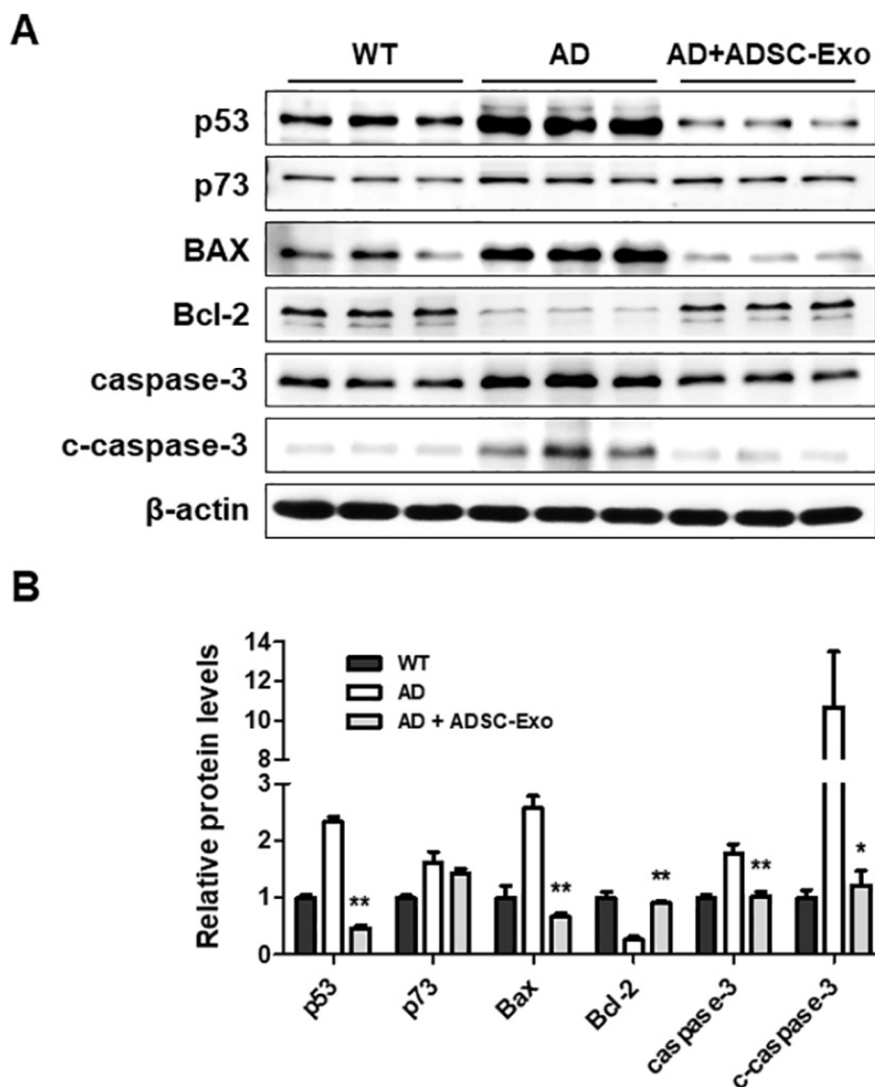 A
WT AD AD+ADSC-Exo
p53
p73
BAX
Bcl-2
caspase-3
c-caspase-3
β-actin
B
Relative protein levels
14
12
10
8
3
2
1
0
WT
AD
AD + ADSC-Exo
** ** ** ** *
p53 p73 Bax Bcl-2 caspase-3 c-caspase-3